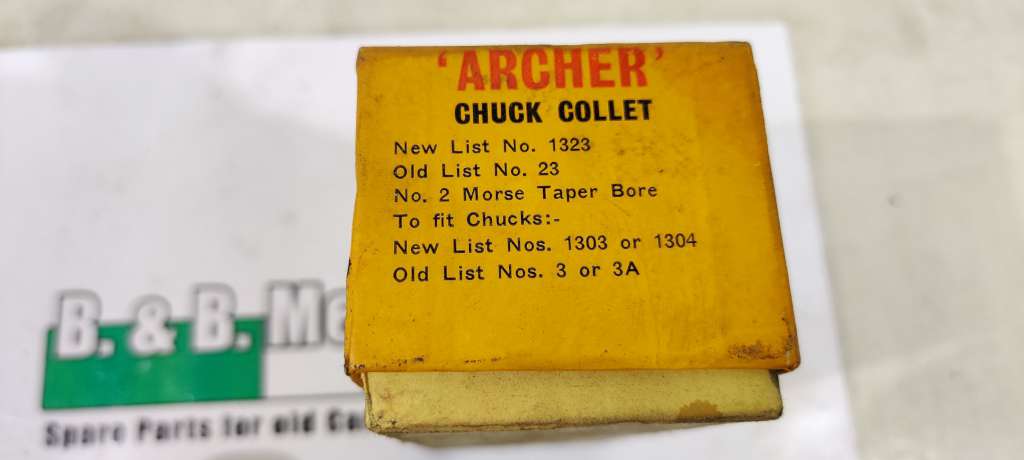 'ARCHER'
CHUCK COLLET
New List No. 1323
Old List No. 23
No. 2 Morse Taper Bore
To fit Chucks:-
New List Nos. 1303 or 1304
Old List Nos. 3 or 3A
B. & B.
Spare Parts for old